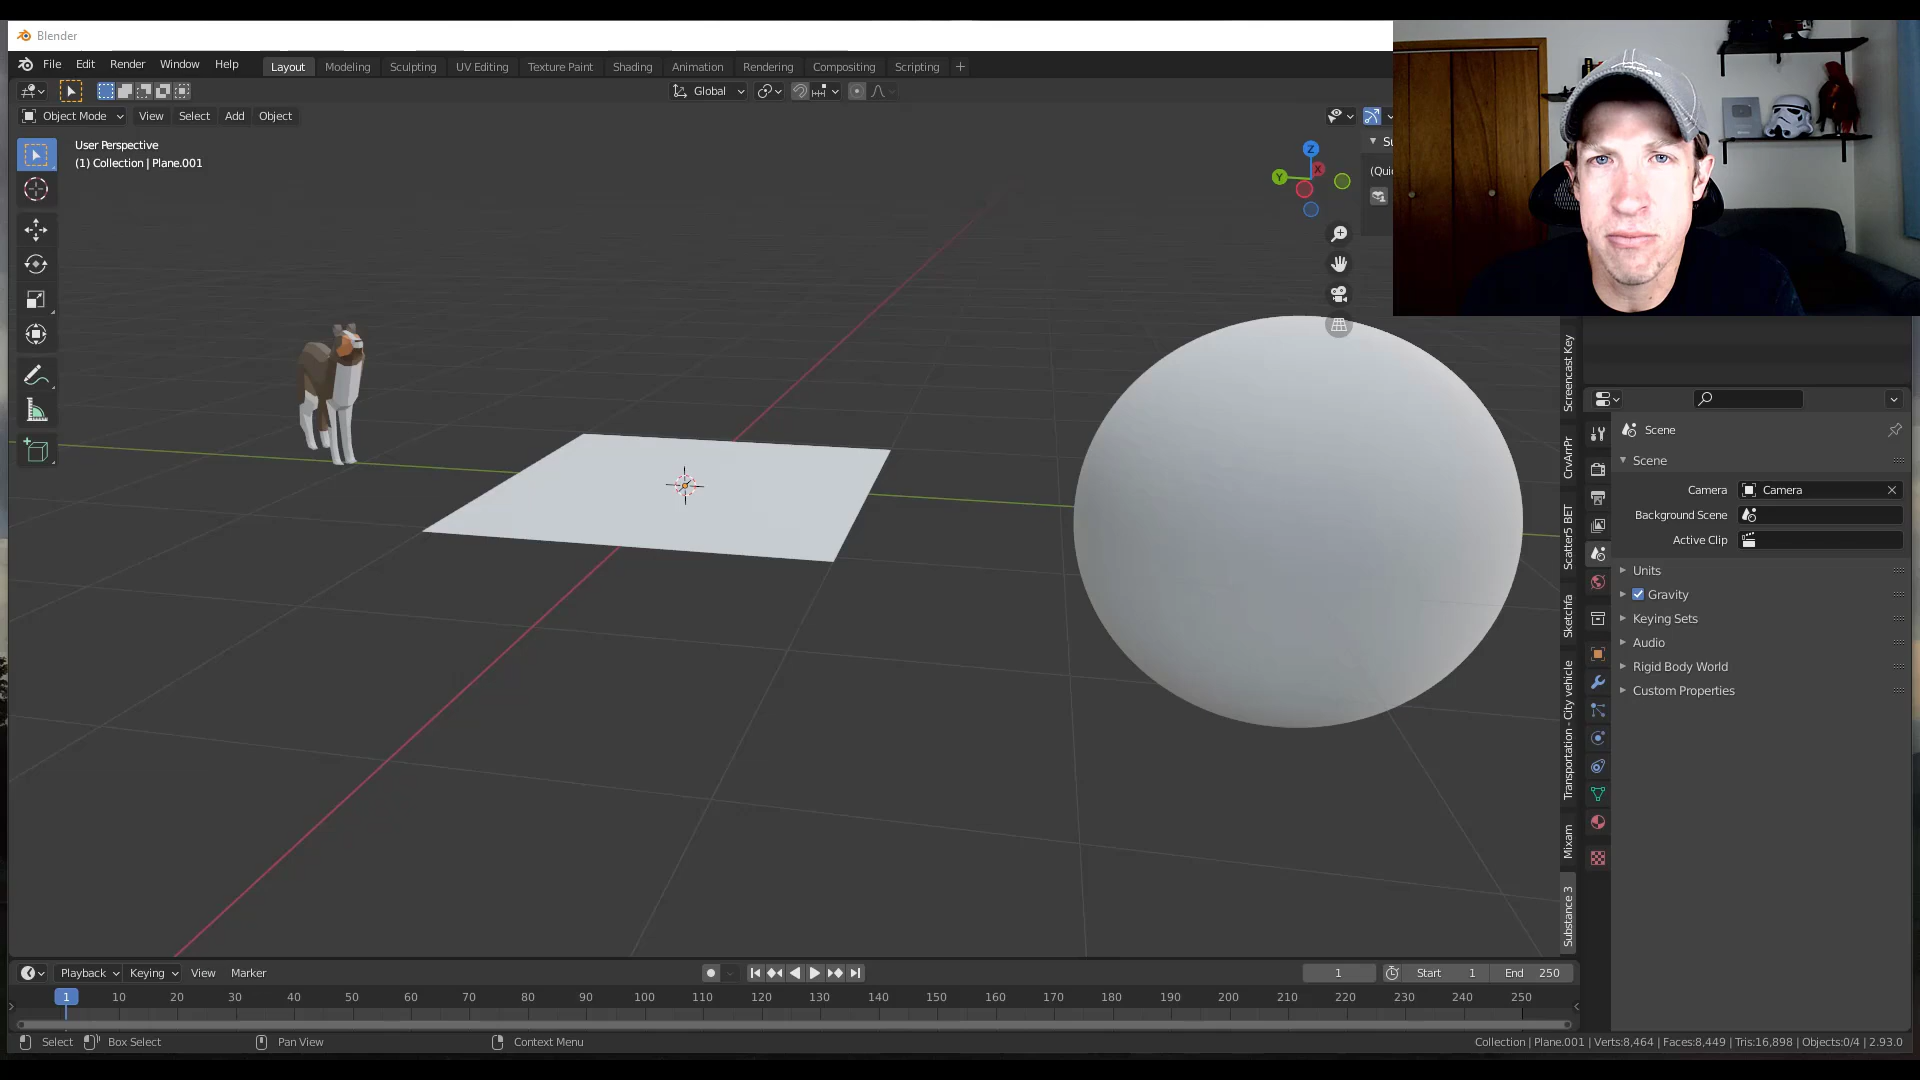 Blender
File Edit Render Window Help Layout Modeling Sculpting UV Editing Texture Paint Shading Animation Rendering Compositing Scripting +
Global
Object Mode View Select Add Object
User Perspective
(1) Collection | Plane.001
Z
Y
X
Su
(Quic
Screencast Key
CrvArrPr
Scatter5 BET
Sketchfa
Transportation - City vehicle
Mixam
Substance 3
Scene
Scene
Camera Camera
Background Scene
Active Clip
Units
Gravity
Keying Sets
Audio
Rigid Body World
Custom Properties
Playback Keying View Marker 1 Start 1 End 250
1 10 20 30 40 50 60 70 80 90 100 110 120 130 140 150 160 170 180 190 200 210 220 230 240 250
Select Box Select Pan View Context Menu Collection | Plane.001 | Verts:8,464 | Faces:8,449 | Tris:16,898 | Objects:0/4 | 2.93.0